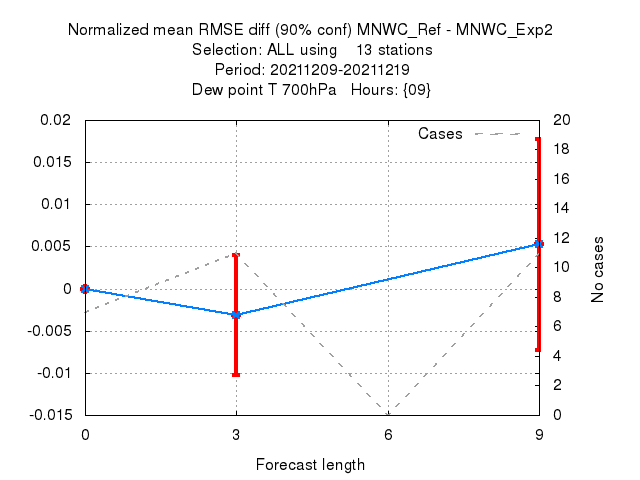 Normalized mean RMSE diff (90% conf) MNWC_Ref - MNWC_Exp2
Selection: ALL using    13 stations
Period: 20211209-20211219
Dew point T 700hPa   Hours: {09}
Cases
0.02
0.015
0.01
0.005
0
-0.005
-0.01
-0.015
20
18
16
14
12
10
8
6
4
2
0
No cases
0 3 6 9
Forecast length